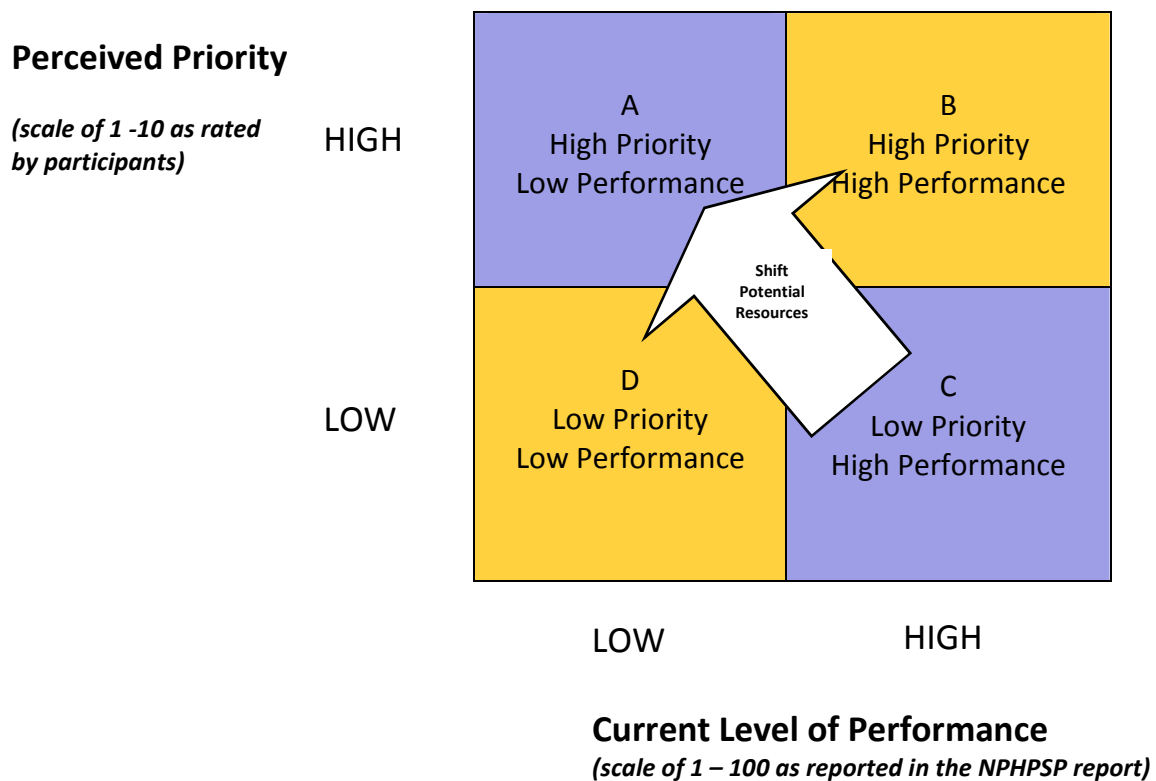 Perceived Priority
(scale of 1 -10 as rated
by participants)
HIGH
A
High Priority
Low Performance
B
High Priority
High Performance
Shift
Potential
Resources
LOW
D
Low Priority
Low Performance
C
Low Priority
High Performance
LOW
HIGH
Current Level of Performance
(scale of 1 – 100 as reported in the NPHPSP report)